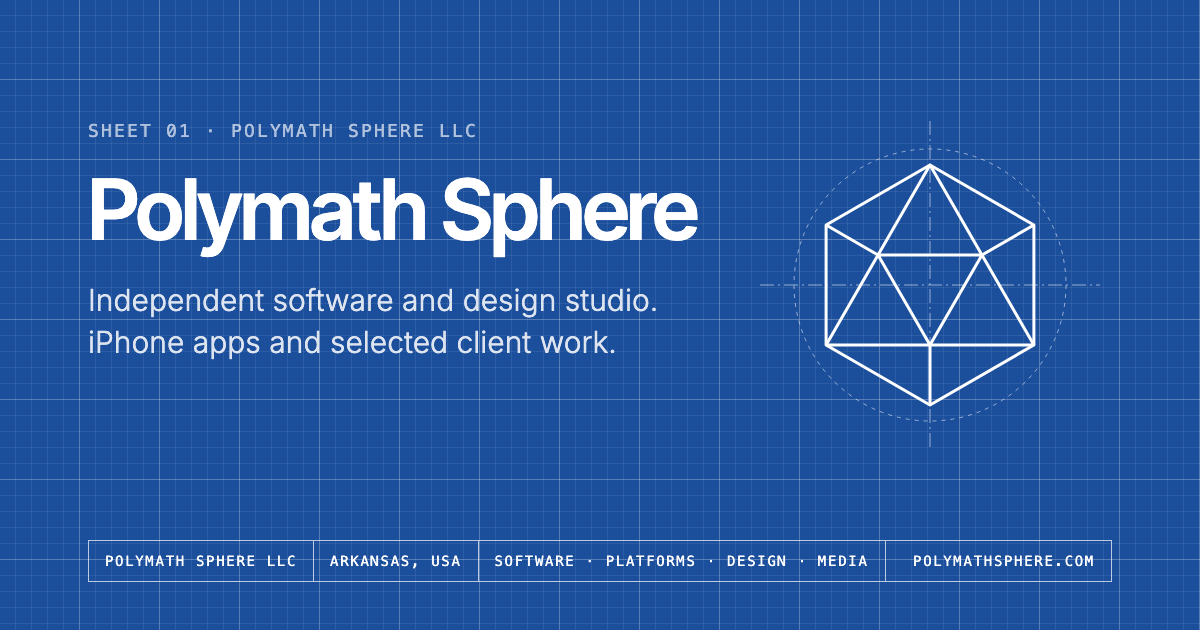 SHEET 01 · POLYMATH SPHERE LLC
Polymath Sphere
Independent software and design studio.
iPhone apps and selected client work.
POLYMATH SPHERE LLC
ARKANSAS, USA
SOFTWARE · PLATFORMS · DESIGN · MEDIA
POLYMATHSPHERE.COM